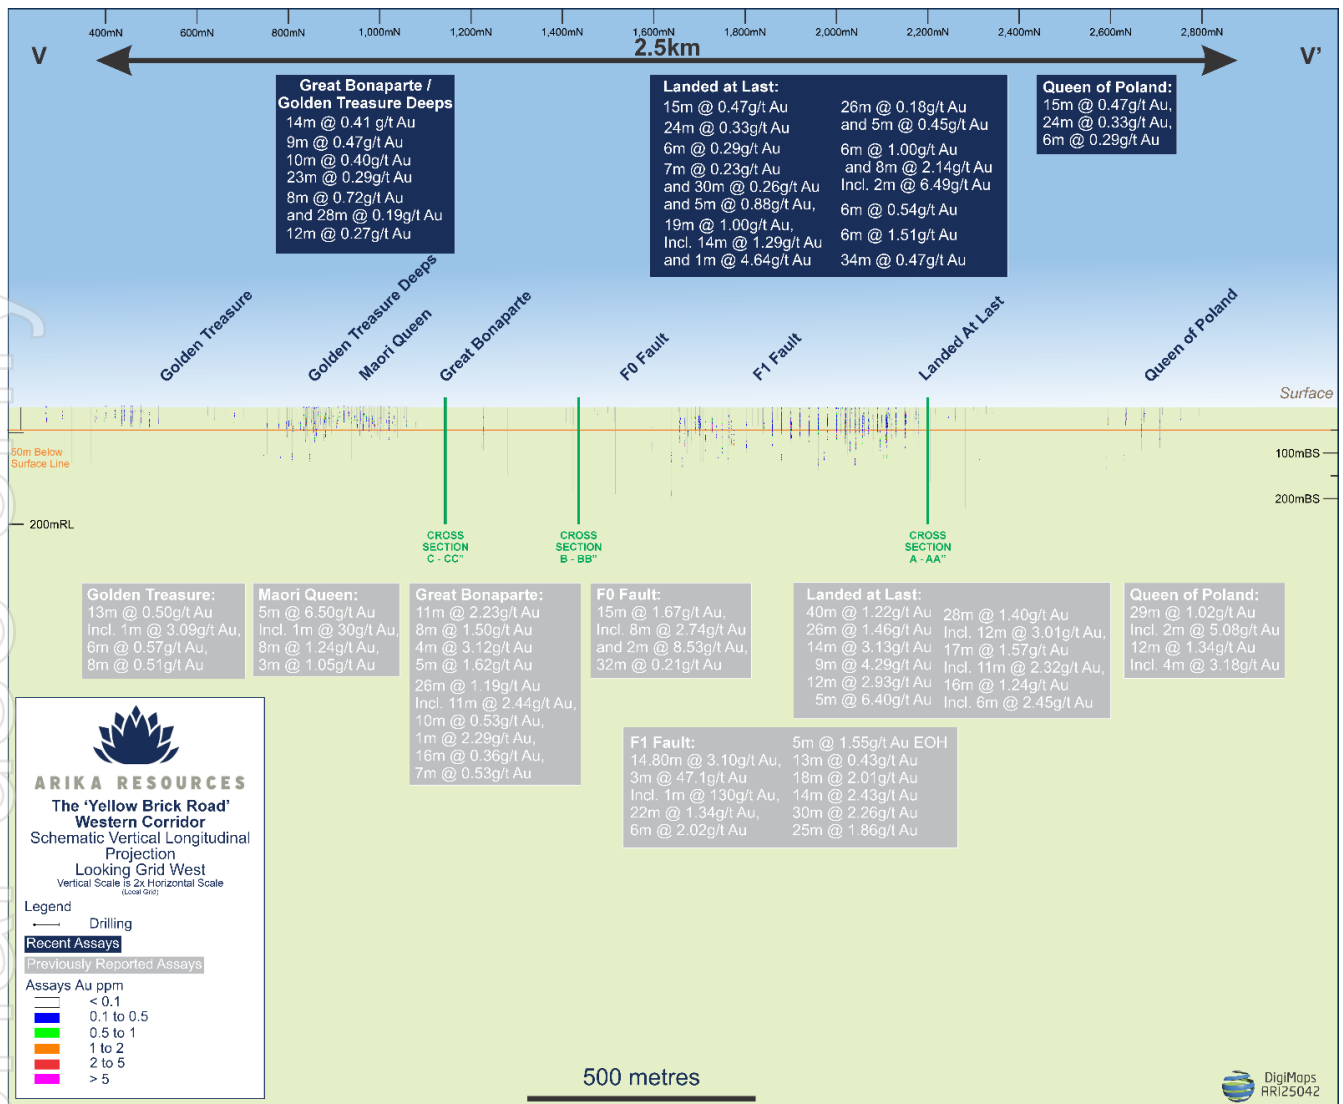 400mN 600mN 800mN 1,000mN 1,200mN 1,400mN 1,600mN 1,800mN 2,000mN 2,200mN 2,400mN 2,600mN 2,800mN
V 2.5km V'
Great Bonaparte /
Golden Treasure Deeps
14m @ 0.41 g/t Au
9m @ 0.47g/t Au
10m @ 0.40g/t Au
23m @ 0.29g/t Au
8m @ 0.72g/t Au
and 28m @ 0.19g/t Au
12m @ 0.27g/t Au
Landed at Last:
15m @ 0.47g/t Au
24m @ 0.33g/t Au
6m @ 0.29g/t Au
7m @ 0.23g/t Au
and 30m @ 0.26g/t Au
and 5m @ 0.88g/t Au,
19m @ 1.00g/t Au,
Incl. 14m @ 1.29g/t Au
and 1m @ 4.64g/t Au
26m @ 0.18g/t Au
and 5m @ 0.45g/t Au
6m @ 1.00g/t Au
and 8m @ 2.14g/t Au
Incl. 2m @ 6.49g/t Au
6m @ 0.54g/t Au
6m @ 1.51g/t Au
34m @ 0.47g/t Au
Queen of Poland:
15m @ 0.47g/t Au,
24m @ 0.33g/t Au,
6m @ 0.29g/t Au
Golden Treasure
Golden Treasure Deeps
Maori Queen
Great Bonaparte
F0 Fault
F1 Fault
Landed At Last
Queen of Poland
Surface
50m Below
Surface Line
100mBS
200mBS
200mRL
CROSS
SECTION
C - CC"
CROSS
SECTION
B - BB"
CROSS
SECTION
A - AA"
Golden Treasure:
13m @ 0.50g/t Au
Incl. 1m @ 3.09g/t Au,
6m @ 0.57g/t Au,
8m @ 0.51g/t Au
Maori Queen:
5m @ 6.50g/t Au
Incl. 1m @ 30g/t Au,
8m @ 1.24g/t Au
3m @ 1.05g/t Au
Great Bonaparte:
11m @ 2.23g/t Au
8m @ 1.50g/t Au
4m @ 3.12g/t Au
5m @ 1.62g/t Au
26m @ 1.19g/t Au
Incl. 11m @ 2.44g/t Au,
10m @ 0.53g/t Au,
1m @ 2.29g/t Au,
16m @ 0.36g/t Au
7m @ 0.53g/t Au
F0 Fault:
15m @ 1.67g/t Au,
Incl. 8m @ 2.74g/t Au
and 2m @ 8.53g/t Au,
32m @ 0.21g/t Au
Landed at Last:
40m @ 1.22g/t Au
26m @ 1.46g/t Au
14m @ 3.13g/t Au
9m @ 4.29g/t Au
12m @ 2.93g/t Au
5m @ 6.40g/t Au
28m @ 1.40g/t Au
Incl. 12m @ 3.01g/t Au,
17m @ 1.57g/t Au
Incl. 11m @ 2.32g/t Au,
16m @ 1.24g/t Au
Incl. 6m @ 2.45g/t Au
Queen of Poland:
29m @ 1.02g/t Au
Incl. 2m @ 5.08g/t Au
12m @ 1.34g/t Au
Incl. 4m @ 3.18g/t Au
F1 Fault:
14.80m @ 3.10g/t Au,
3m @ 47.1g/t Au
Incl. 1m @ 130g/t Au,
22m @ 1.34g/t Au,
6m @ 2.02g/t Au
5m @ 1.55g/t Au EOH
13m @ 0.43g/t Au
18m @ 2.01g/t Au
14m @ 2.43g/t Au
30m @ 2.26g/t Au
25m @ 1.86g/t Au
ARIKA RESOURCES
The 'Yellow Brick Road'
Western Corridor
Schematic Vertical Longitudinal
Projection
Looking Grid West
Vertical Scale is 2x Horizontal Scale
(Local Grid)
Legend
Drilling
Recent Assays
Previously Reported Assays
Assays Au ppm
< 0.1
0.1 to 0.5
0.5 to 1
1 to 2
2 to 5
> 5
500 metres
DigiMaps
ARI25042